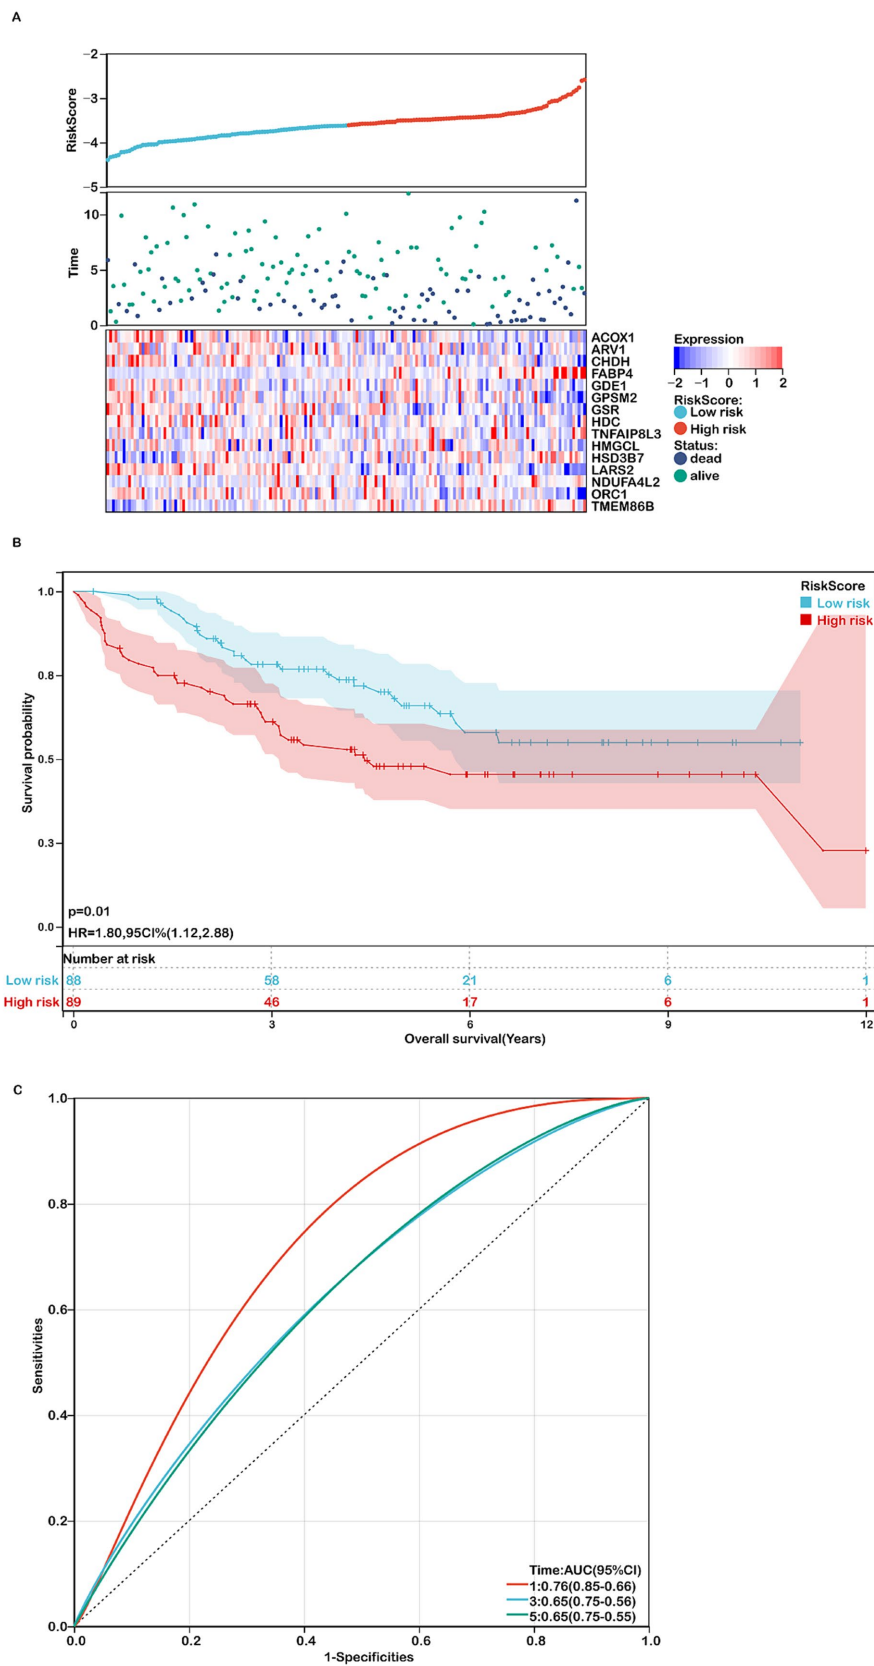 A
RiskScore
−2
−3
−4
−5
Time
10
5
0
ACOX1
ARV1
CHDH
FABP4
GDE1
GPSM2
GSR
HDC
TNFAIP8L3
HMGCL
HSD3B7
LARS2
NDUFA4L2
ORC1
TMEM86B
Expression
−2 −1 0 1 2
RiskScore:
Low risk
High risk
Status:
dead
alive
B
Survival probability
1.0
0.8
0.5
0.3
0.0
RiskScore
Low risk
High risk
p=0.01
HR=1.80,95CI%(1.12,2.88)
Number at risk
Low risk 88 58 21 6 1
High risk 89 46 17 6 1
0 3 6 9 12
Overall survival(Years)
C
Sensitivities
1.0
0.8
0.6
0.4
0.2
0.0
Time:AUC(95%CI)
1:0.76(0.85-0.66)
3:0.65(0.75-0.56)
5:0.65(0.75-0.55)
0.0 0.2 0.4 0.6 0.8 1.0
1-Specificities